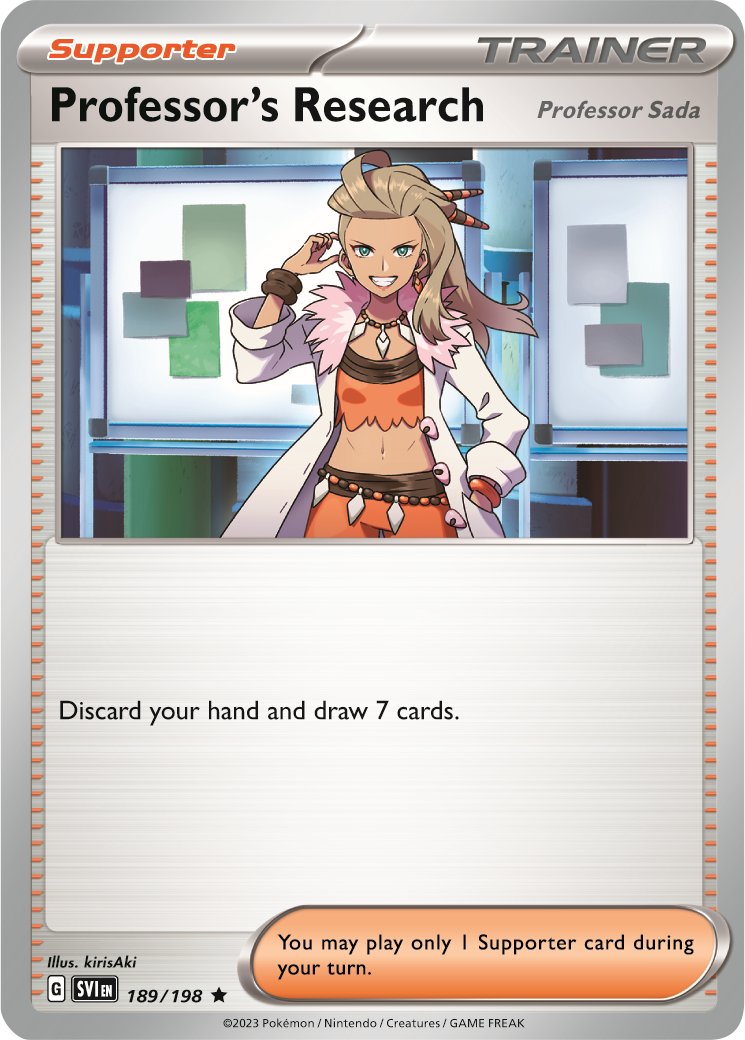 Supporter
TRAINER
Professor's Research
Professor Sada
Discard your hand and draw 7 cards.
You may play only 1 Supporter card during
your turn.
Illus. kirisAki
G SVI EN 189/198 ★
©2023 Pokémon / Nintendo / Creatures / GAME FREAK